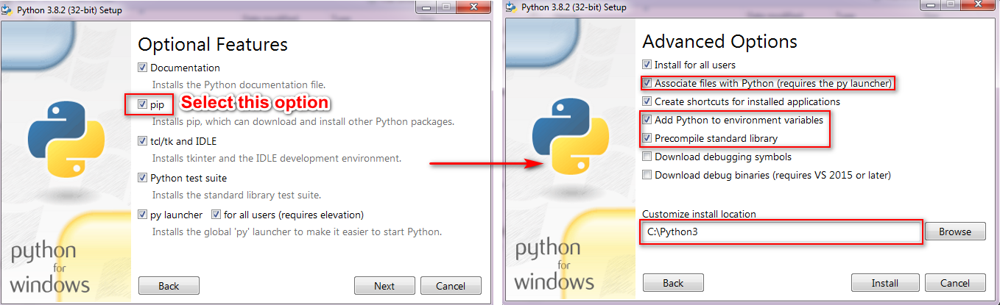 Python 3.8.2 (32-bit) Setup
Optional Features
Documentation
Installs the Python documentation file.
pip Select this option
Installs pip, which can download and install other Python packages.
tcl/tk and IDLE
Installs tkinter and the IDLE development environment.
Python test suite
Installs the standard library test suite.
py launcher for all users (requires elevation)
Installs the global 'py' launcher to make it easier to start Python.
python
for
windows
Back Next Cancel
Python 3.8.2 (32-bit) Setup
Advanced Options
Install for all users
Associate files with Python (requires the py launcher)
Create shortcuts for installed applications
Add Python to environment variables
Precompile standard library
Download debugging symbols
Download debug binaries (requires VS 2015 or later)
Customize install location
C:\Python3 Browse
python
for
windows
Back Install Cancel